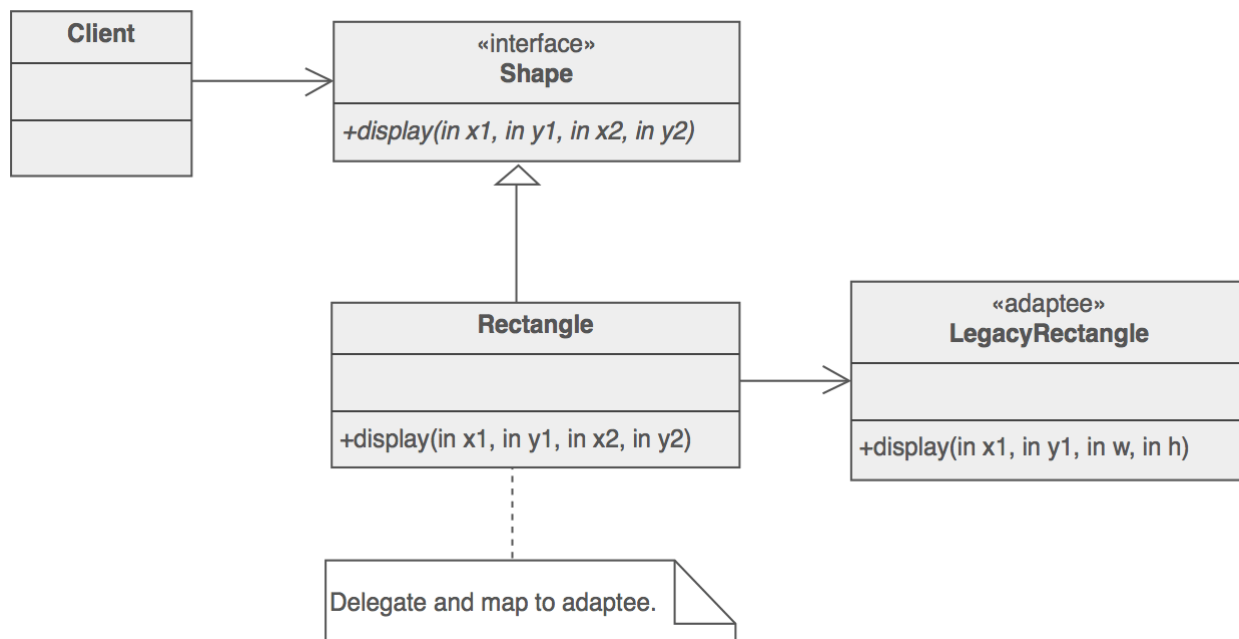 Client
«interface»
Shape
+display(in x1, in y1, in x2, in y2)
Rectangle
+display(in x1, in y1, in x2, in y2)
«adaptee»
LegacyRectangle
+display(in x1, in y1, in w, in h)
Delegate and map to adaptee.